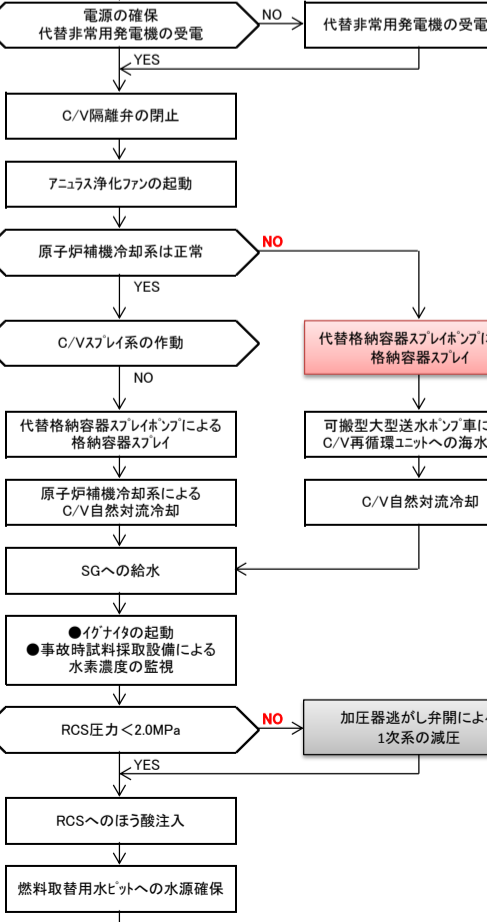 電源の確保
代替非常用発電機の受電
NO
代替非常用発電機の受電
YES
C/V隔離弁の閉止
アニュラス浄化ファンの起動
原子炉補機冷却系は正常
NO
YES
C/Vスプレイ系の作動
代替格納容器スプレイポンプに
格納容器スプレイ
NO
代替格納容器スプレイポンプによる
格納容器スプレイ
可搬型大型送水ポンプ車に
C/V再循環ユニットへの海水
原子炉補機冷却系による
C/V自然対流冷却
C/V自然対流冷却
SGへの給水
●イグナイタの起動
●事故時試料採取設備による
水素濃度の監視
RCS圧力＜2.0MPa
NO
加圧器逃がし弁開によ
1次系の減圧
YES
RCSへのほう酸注入
燃料取替用水ピットへの水源確保